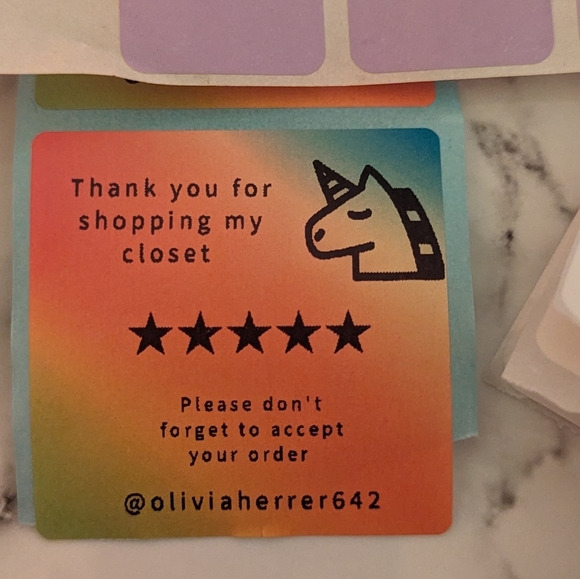 Thank you for
shopping my
closet
Please don't
forget to accept
your order
@oliviaherrer642